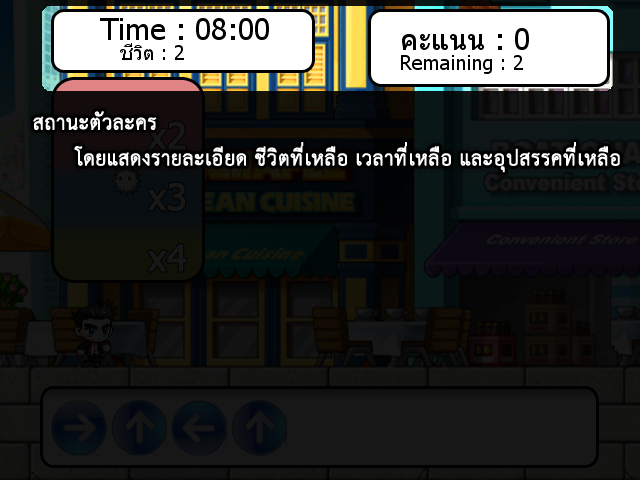 Time : 08:00
ชีวิต : 2
คะแนน : 0
Remaining : 2
สถานะตัวละคร
โดยแสดงรายละเอียด ชีวิตที่เหลือ เวลาที่เหลือ และอุปสรรคที่เหลือ
x2
x3
x4
EAN CUISINE
Convenient Store
Cuisine
Convenient Store